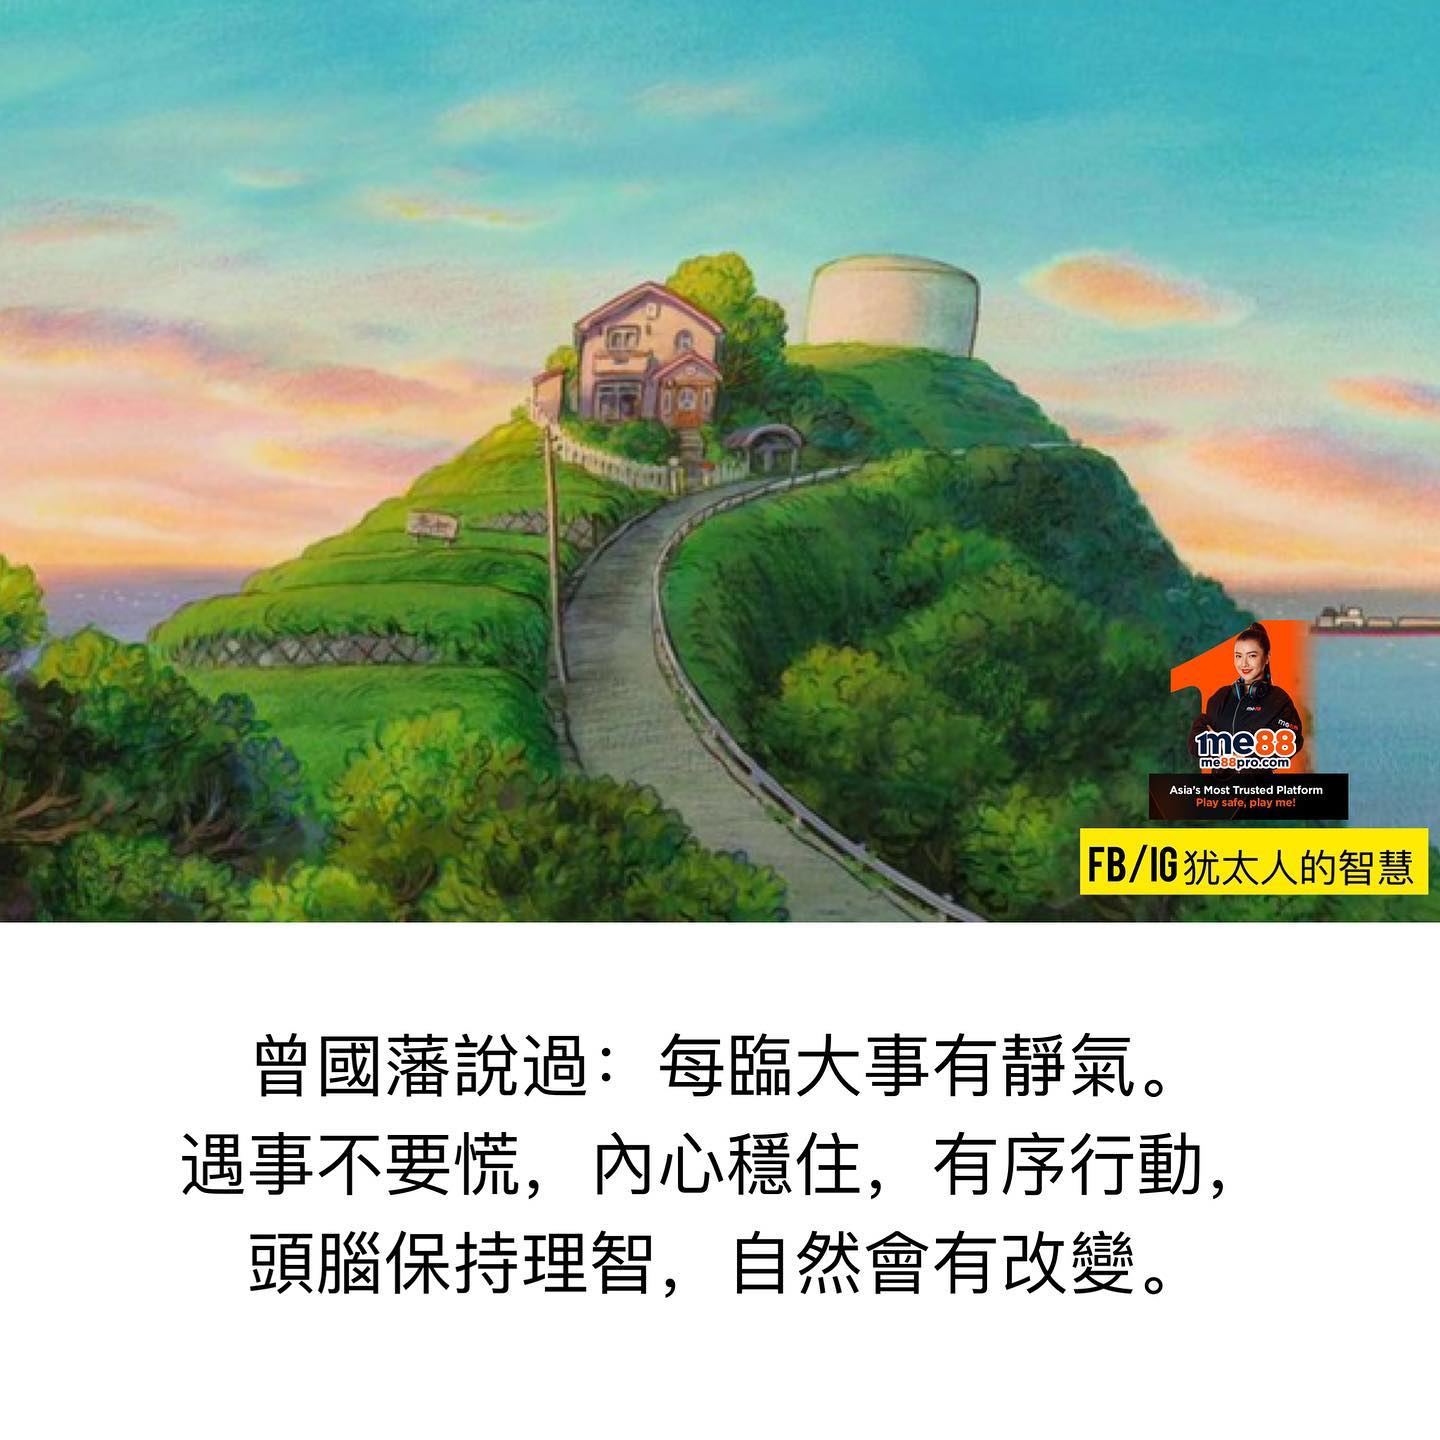 me88
me88
me88
me88pro.com
Asia's Most Trusted Platform
Play safe, play me!
FB/IG犹太人的智慧
曾國藩說過：每臨大事有靜氣。
遇事不要慌，內心穩住，有序行動，
頭腦保持理智，自然會有改變。